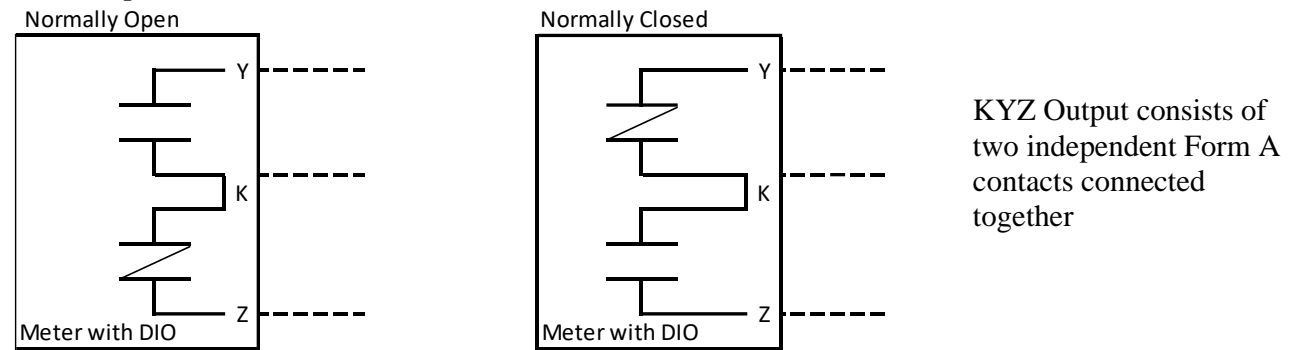 Normally Open
Y
K
Z
Meter with DIO
Normally Closed
Y
K
Z
Meter with DIO
KYZ Output consists of
two independent Form A
contacts connected
together